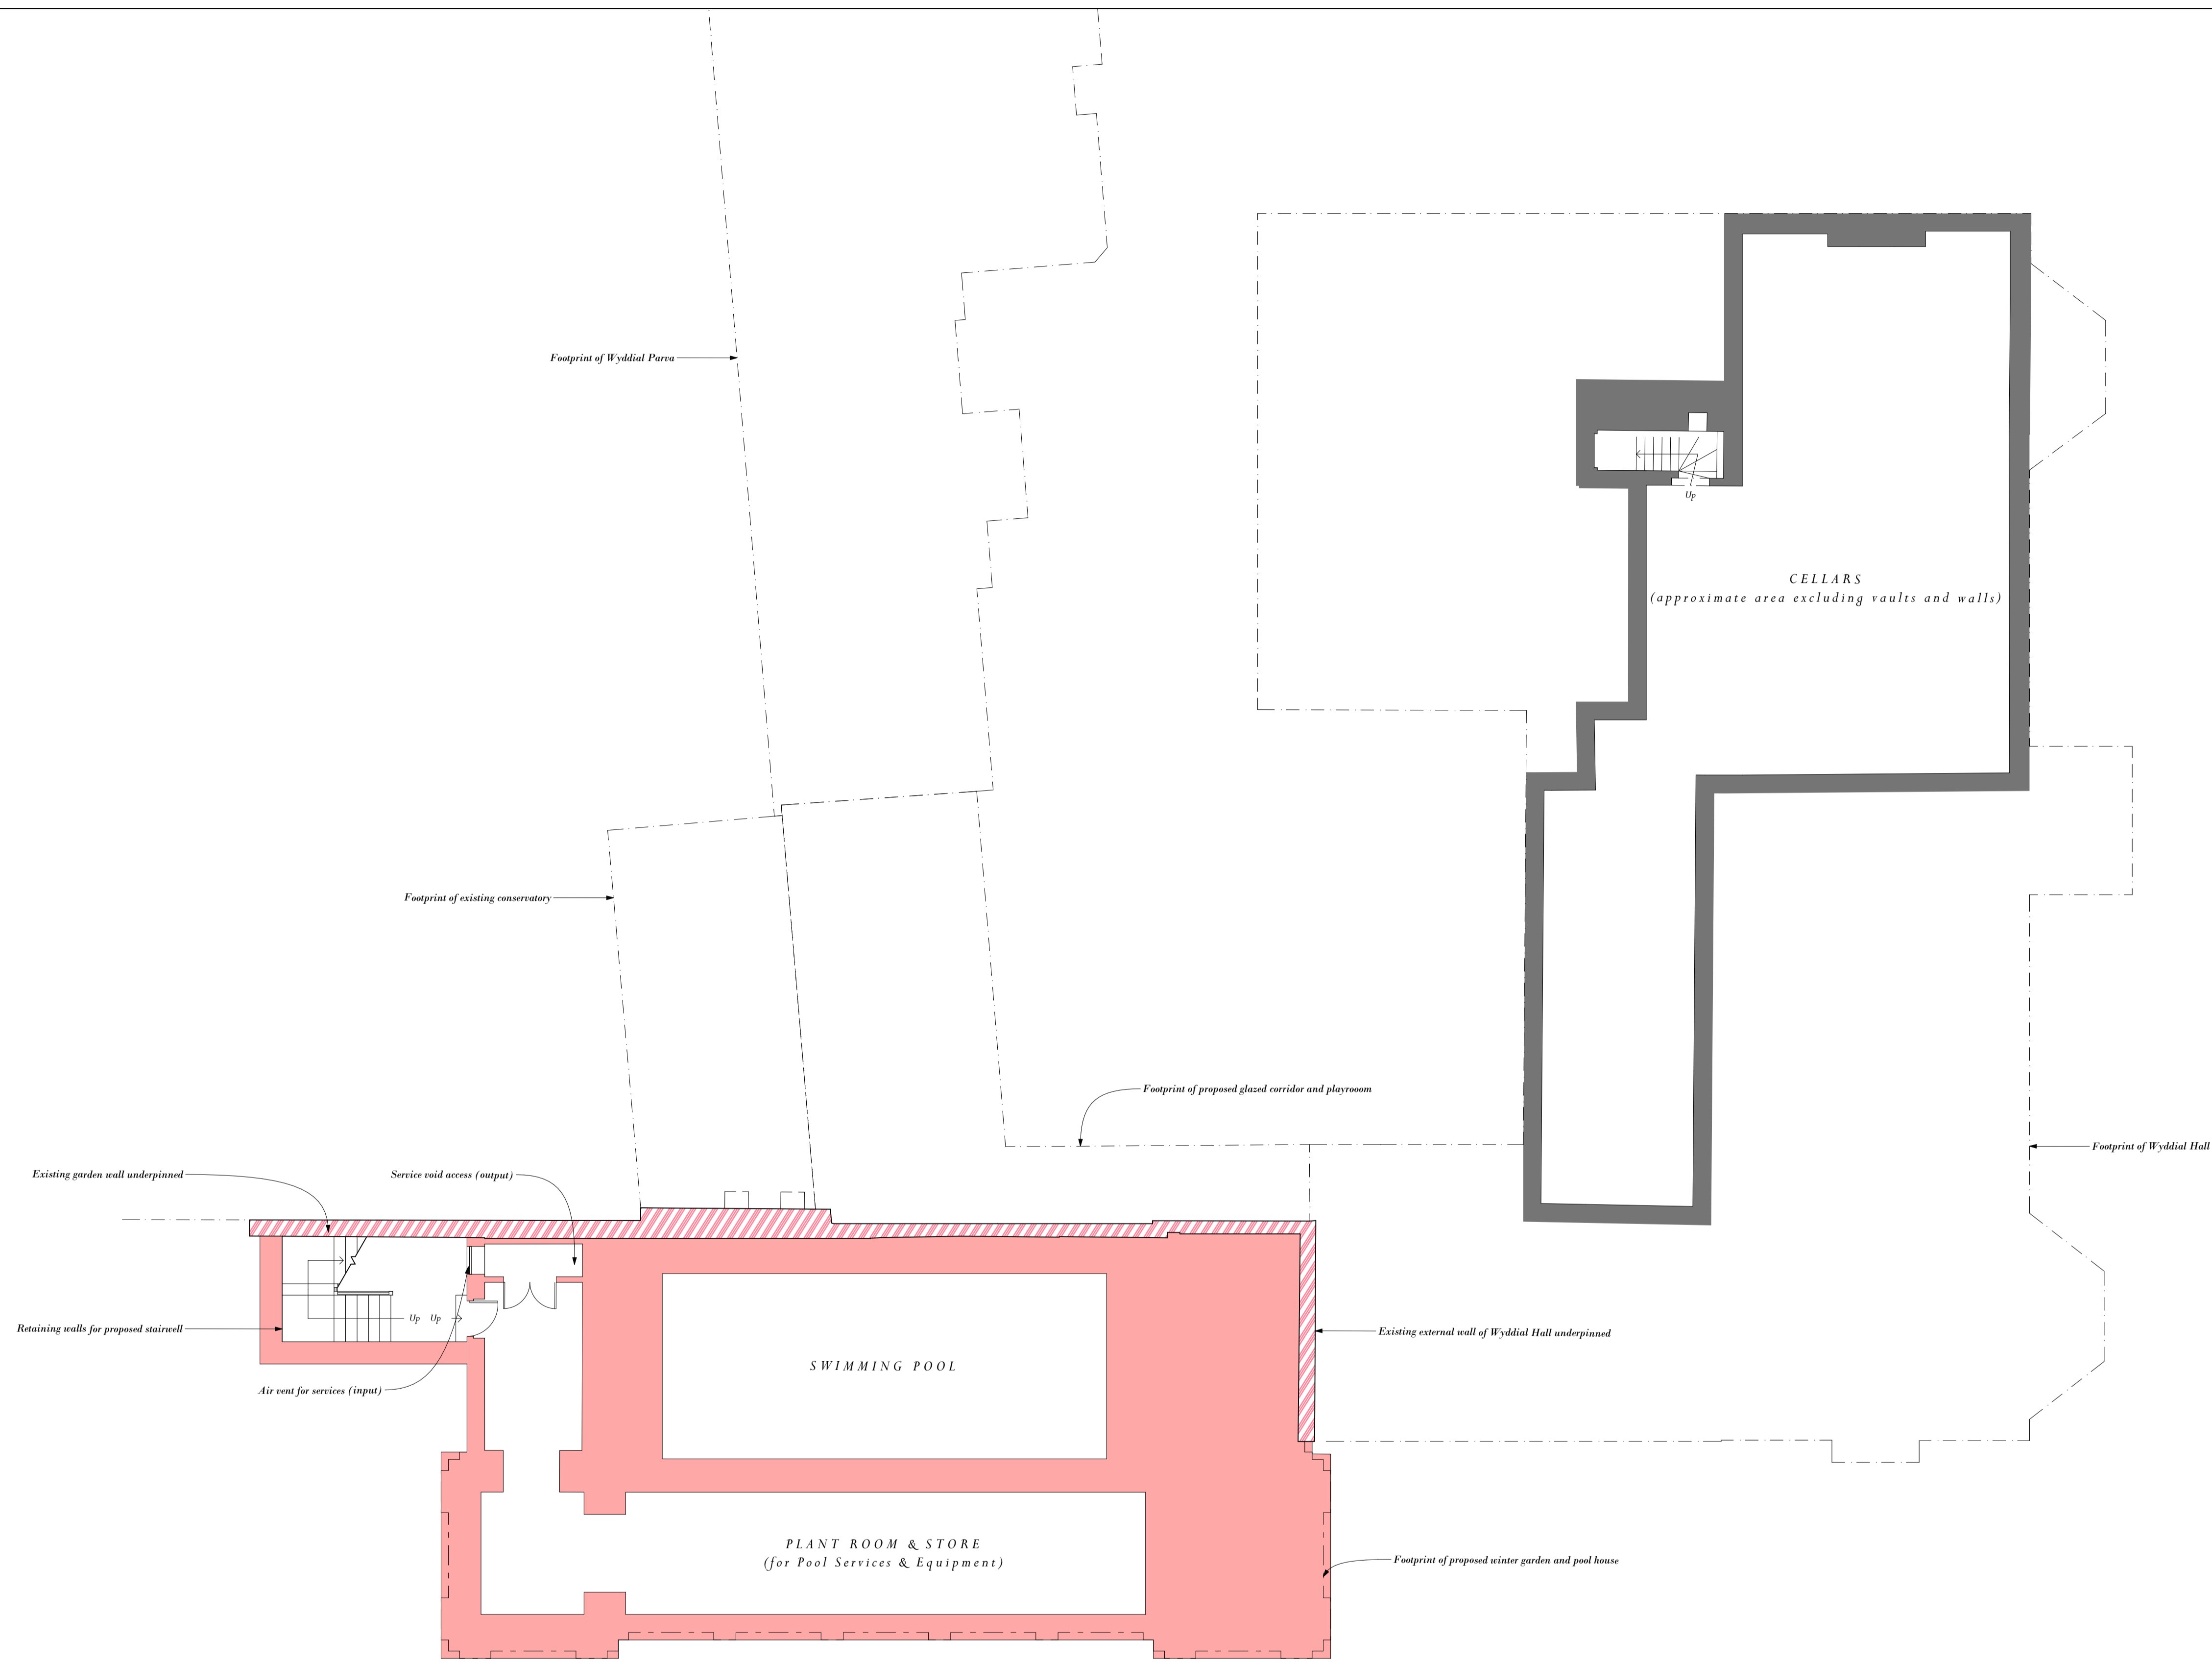 Footprint of Wyddial Parva
Up
CELLARS
(approximate area excluding vaults and walls)
Footprint of existing conservatory
Footprint of proposed glazed corridor and playrooom
Footprint of Wyddial Hall
Existing garden wall underpinned
Service void access (output)
Up Up
Retaining walls for proposed stairwell
Existing external wall of Wyddial Hall underpinned
SWIMMING POOL
Air vent for services (input)
PLANT ROOM & STORE
(for Pool Services & Equipment)
Footprint of proposed winter garden and pool house